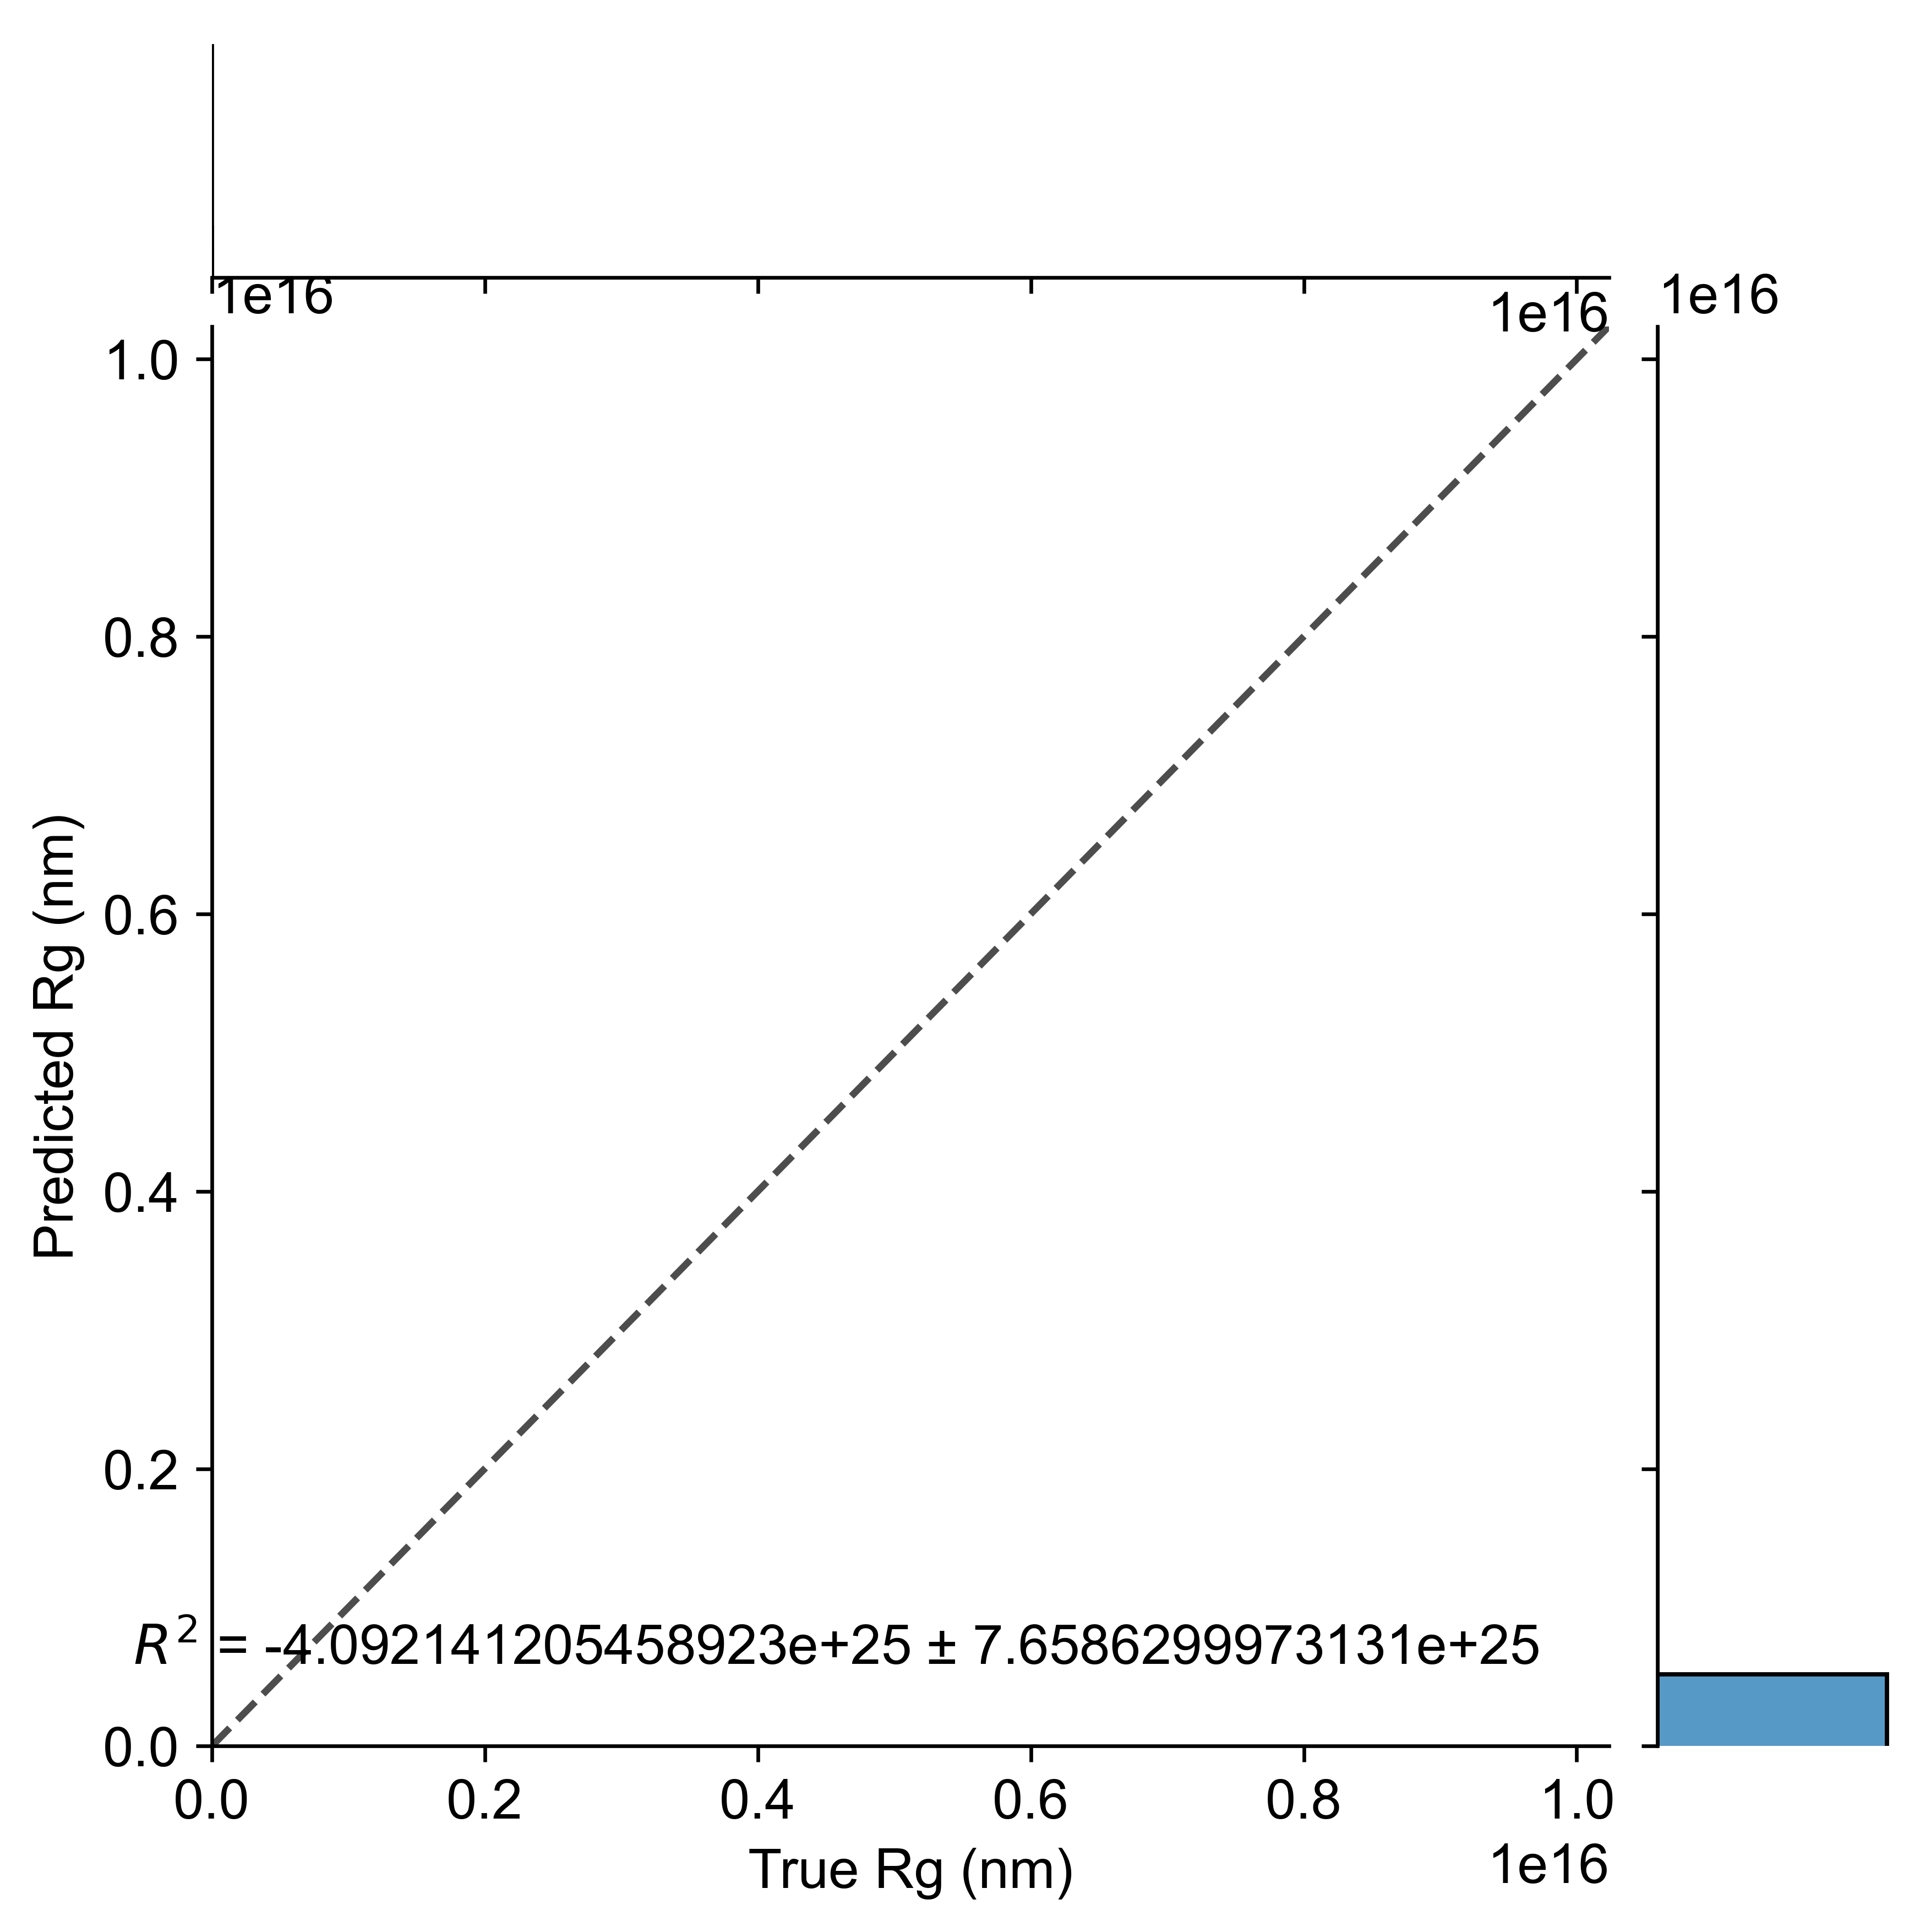 1e16
1e16
1e16
1.0
0.8
0.6
0.4
0.2
0.0
Predicted Rg (nm)
R² = -4.092141205458923e+25 ± 7.65862999973131e+25
0.0 0.2 0.4 0.6 0.8 1.0
True Rg (nm)
1e16